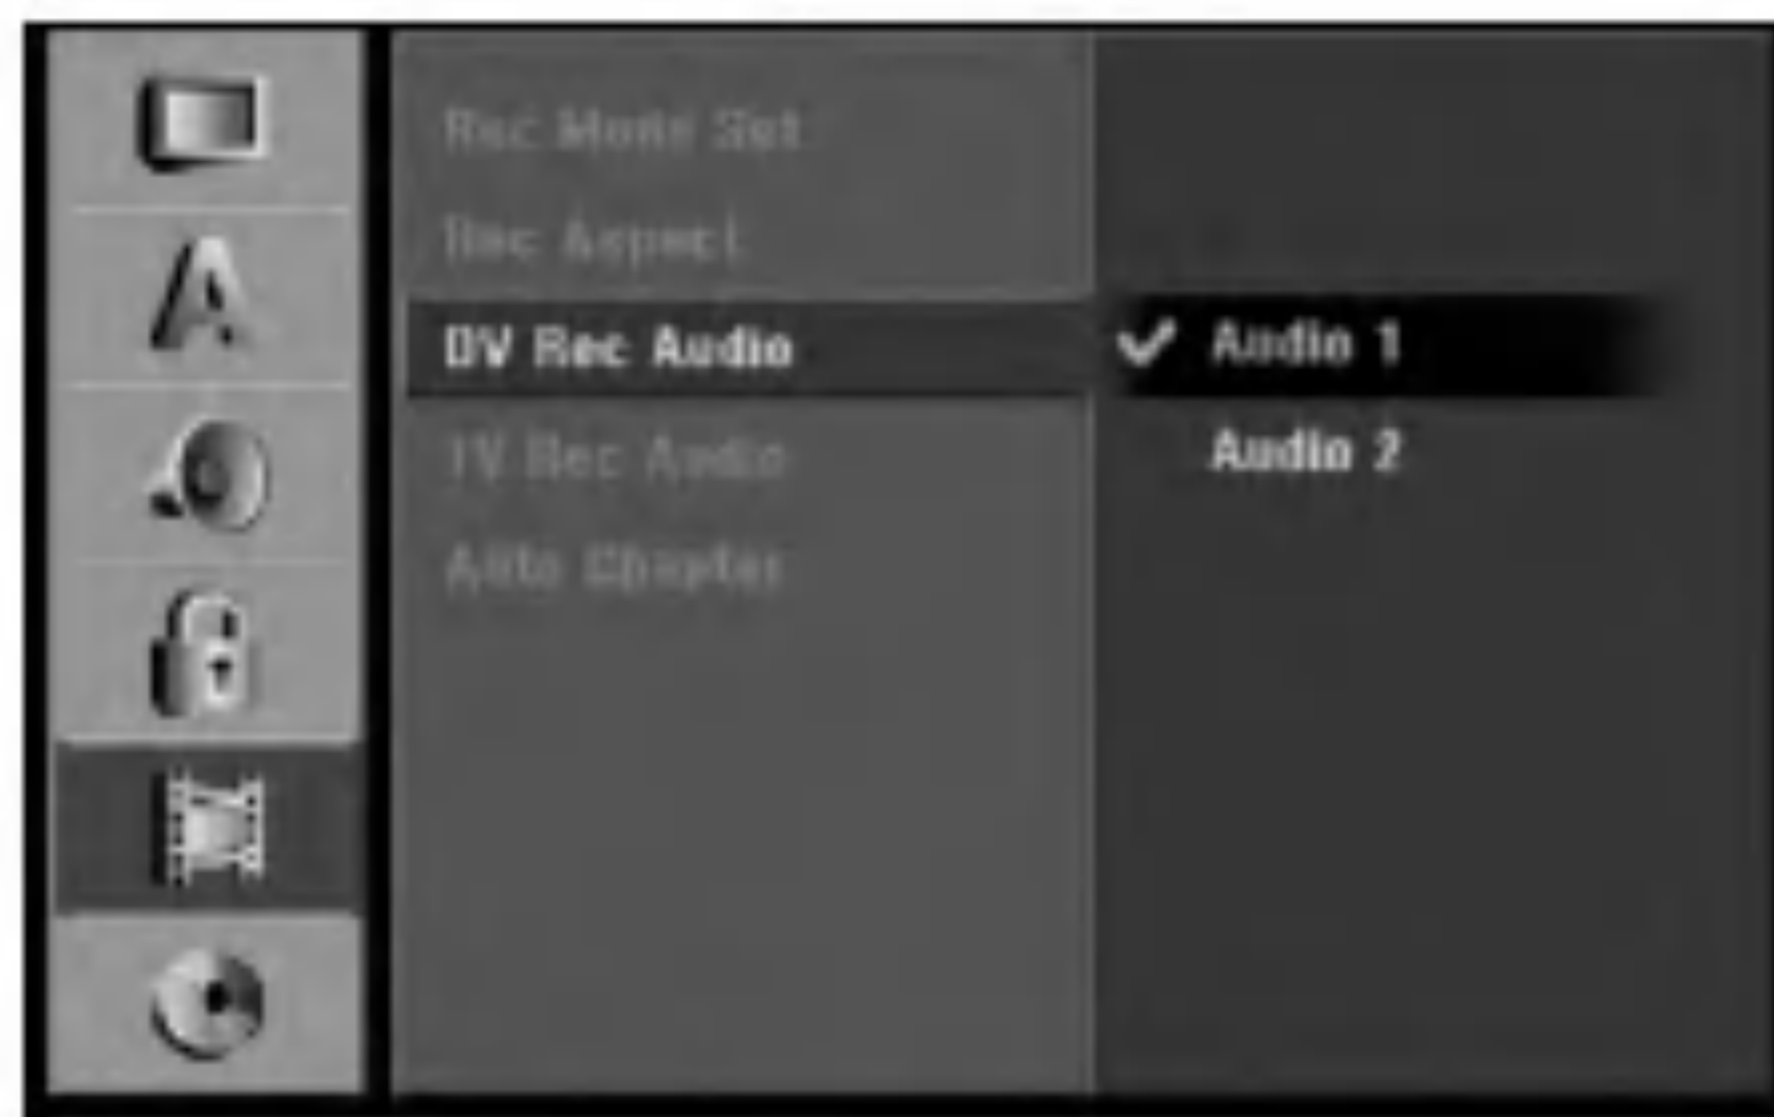 Rec Mode Set
Rec Aspect
DV Rec Audio
TV Rec Audio
Auto Chapter
Audio 1
Audio 2